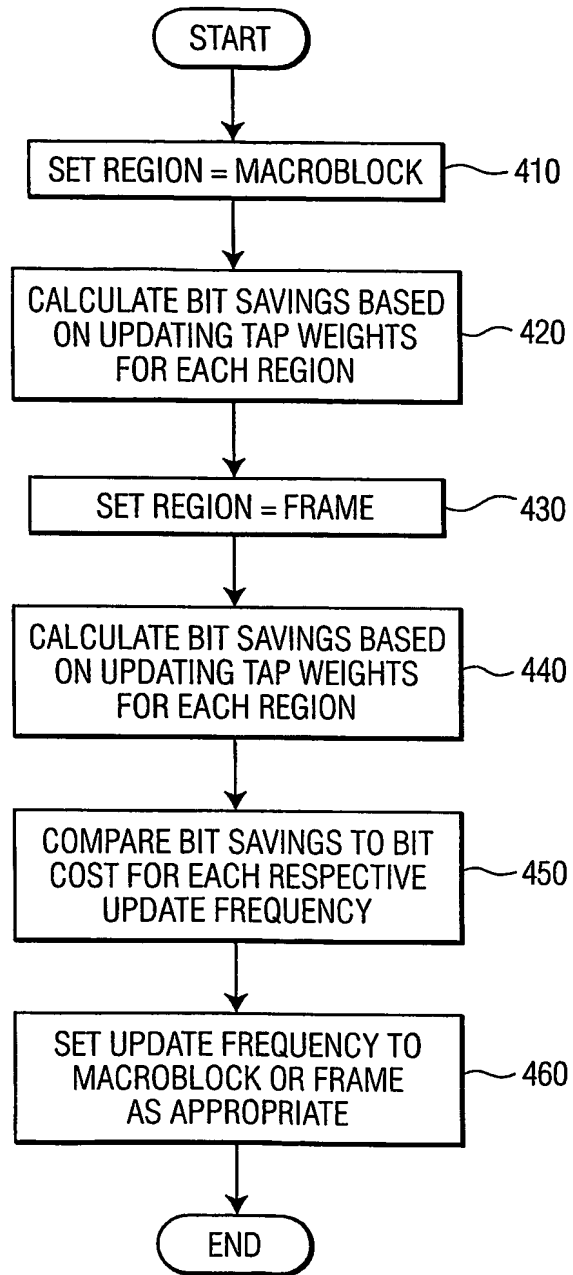 START
SET REGION = MACROBLOCK
410
CALCULATE BIT SAVINGS BASED
ON UPDATING TAP WEIGHTS
FOR EACH REGION
420
SET REGION = FRAME
430
CALCULATE BIT SAVINGS BASED
ON UPDATING TAP WEIGHTS
FOR EACH REGION
440
COMPARE BIT SAVINGS TO BIT
COST FOR EACH RESPECTIVE
UPDATE FREQUENCY
450
SET UPDATE FREQUENCY TO
MACROBLOCK OR FRAME
AS APPROPRIATE
460
END